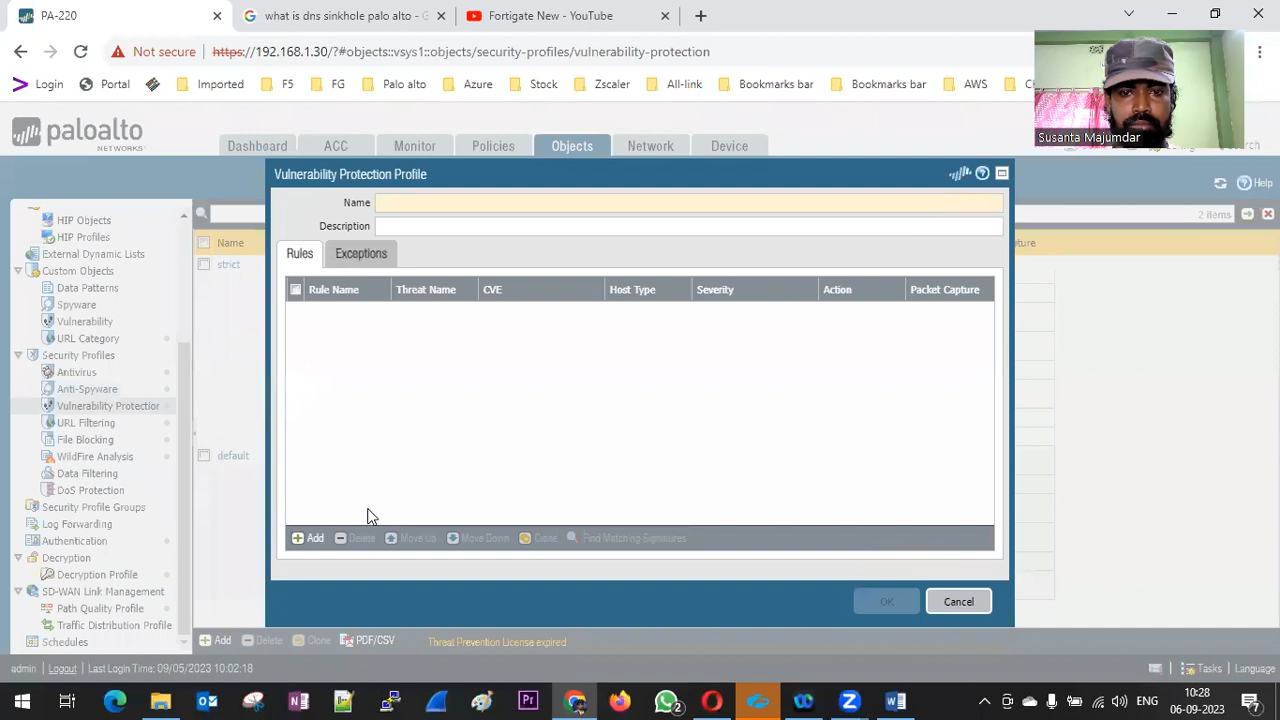 PA-220
what is dns sinkhole palo alto - G
Fortigate New - YouTube
Not secure
https://192.168.1.30/?#objects::vsys1::objects/security-profiles/vulnerability-protection
Login
Portal
Imported
F5
FG
Palo alto
Azure
Stock
Zscaler
All-link
Bookmarks bar
Bookmarks bar
AWS
Susanta Majumdar
paloalto
NETWORKS
Dashboard
ACC
Policies
Objects
Network
Device
Vulnerability Protection Profile
Help
Name
Description
2 items
HIP Objects
HIP Profiles
External Dynamic Lists
Custom Objects
Data Patterns
Spyware
Vulnerability
URL Category
Security Profiles
Antivirus
Anti-Spyware
Vulnerability Protection
URL Filtering
File Blocking
WildFire Analysis
Data Filtering
DoS Protection
Security Profile Groups
Log Forwarding
Authentication
Decryption
Decryption Profile
SD-WAN Link Management
Path Quality Profile
Traffic Distribution Profile
Schedules
Name
strict
default
Rules
Exceptions
Rule Name
Threat Name
CVE
Host Type
Severity
Action
Packet Capture
Add
Delete
Move Up
Move Down
Clone
Find Matching Signatures
OK
Cancel
Add
Delete
Clone
PDF/CSV
Threat Prevention License expired
admin
Logout
Last Login Time: 09/05/2023 10:02:18
Tasks
Language
2
ENG
10:28
06-09-2023
7